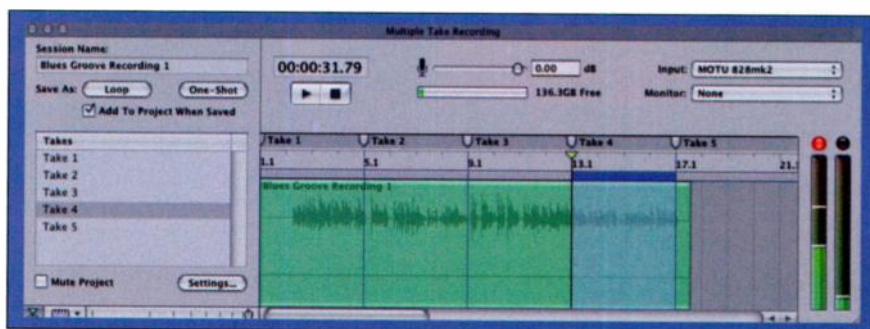 Multiple Take Recording
Session Name:
Blues Groove Recording 1
Save As: Loop One-Shot
Add To Project When Saved
Takes
Take 1
Take 2
Take 3
Take 4
Take 5
Mute Project Settings...
00:00:31.79
0.00 dB
136.3GB Free
Input: MOTU 828mk2
Monitor: None
Take 1 Take 2 Take 3 Take 4 Take 5
1.1 5.1 9.1 13.1 17.1 21.
Blues Groove Recording 1